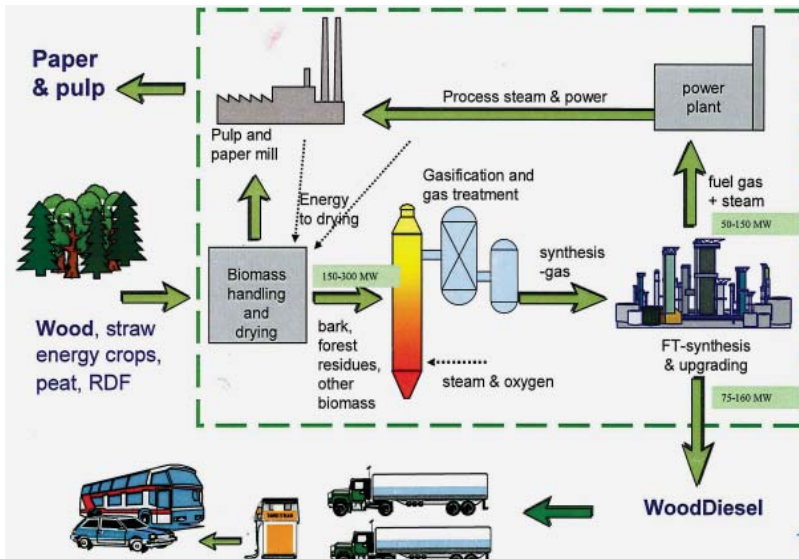 Paper
& pulp
Process steam & power
power
plant
Pulp and
paper mill
Gasification and
gas treatment
Energy
to drying
fuel gas
+ steam
50-150 MW
synthesis
-gas
Biomass
handling
and
drying
150-300 MW
Wood, straw
energy crops,
peat, RDF
bark,
forest
residues,
other
biomass
steam & oxygen
FT-synthesis
& upgrading
75-160 MW
WoodDiesel